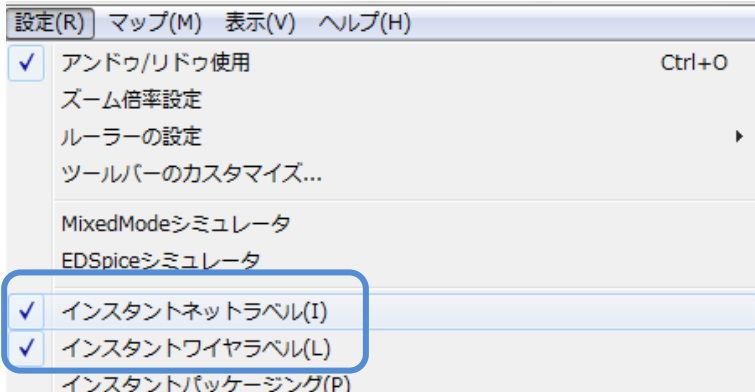 設定(R) マップ(M) 表示(V) ヘルプ(H)
アンドゥ/リドゥ使用 Ctrl+O
ズーム倍率設定
ルーラーの設定
ツールバーのカスタマイズ...
MixedModeシミュレータ
EDSpiceシミュレータ
インスタントネットラベル(I)
インスタントワイヤラベル(L)
インスタントパッケージング(P)